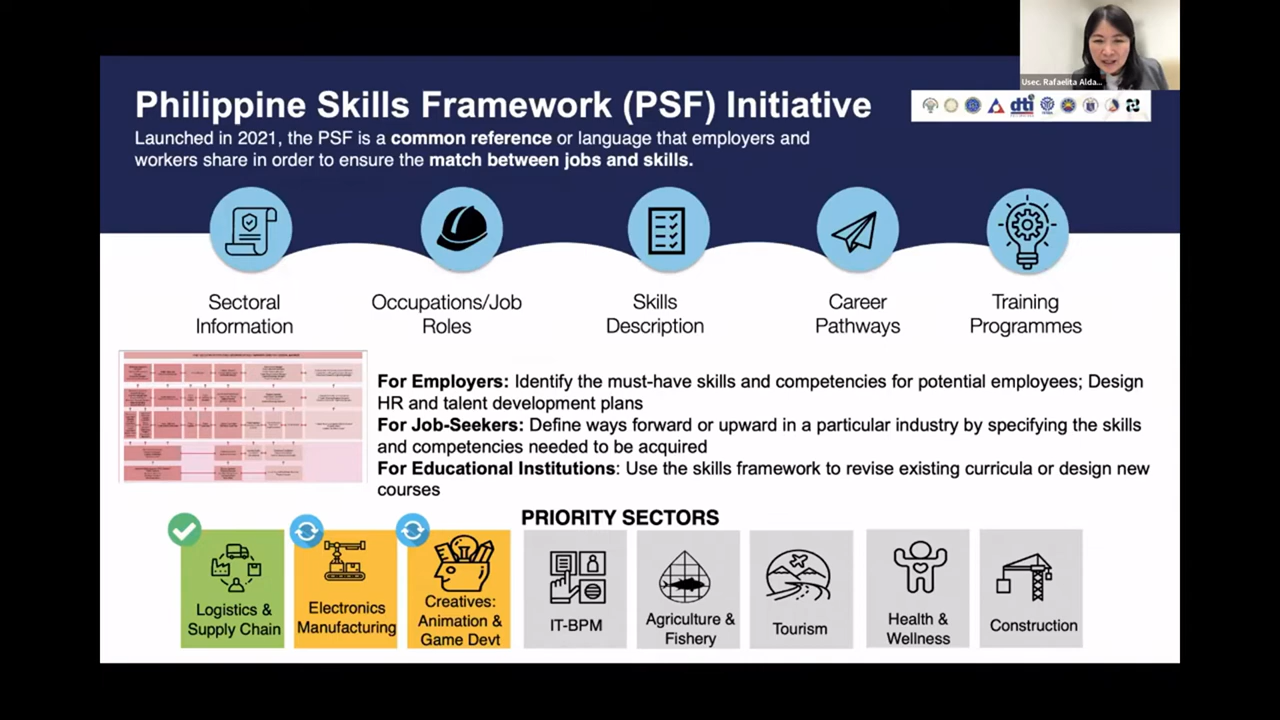 Usec. Rafaelita Alda...
Philippine Skills Framework (PSF) Initiative
dti
Launched in 2021, the PSF is a common reference or language that employers and
workers share in order to ensure the match between jobs and skills.
Sectoral
Information
Occupations/Job
Roles
Skills
Description
Career
Pathways
Training
Programmes
For Employers: Identify the must-have skills and competencies for potential employees; Design
HR and talent development plans
For Job-Seekers: Define ways forward or upward in a particular industry by specifying the skills
and competencies needed to be acquired
For Educational Institutions: Use the skills framework to revise existing curricula or design new
courses
PRIORITY SECTORS
Logistics &
Supply Chain
Electronics
Manufacturing
Creatives:
Animation &
Game Devt
IT-BPM
Agriculture &
Fishery
Tourism
Health &
Wellness
Construction